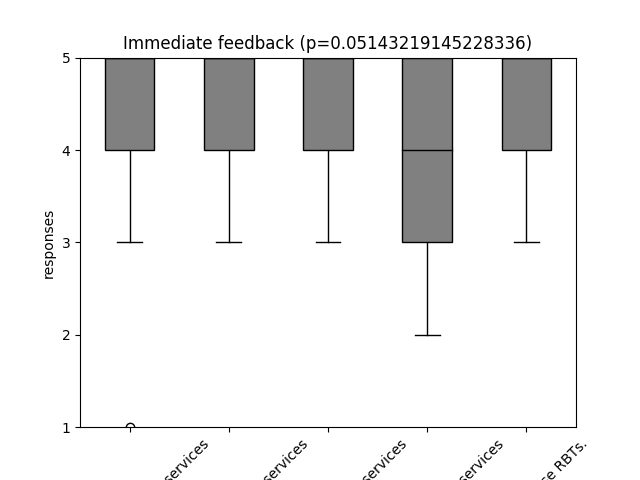 Immediate feedback (p=0.05143219145228336)
5
4
3
2
1
responses
services
services
services
services
RBTs.